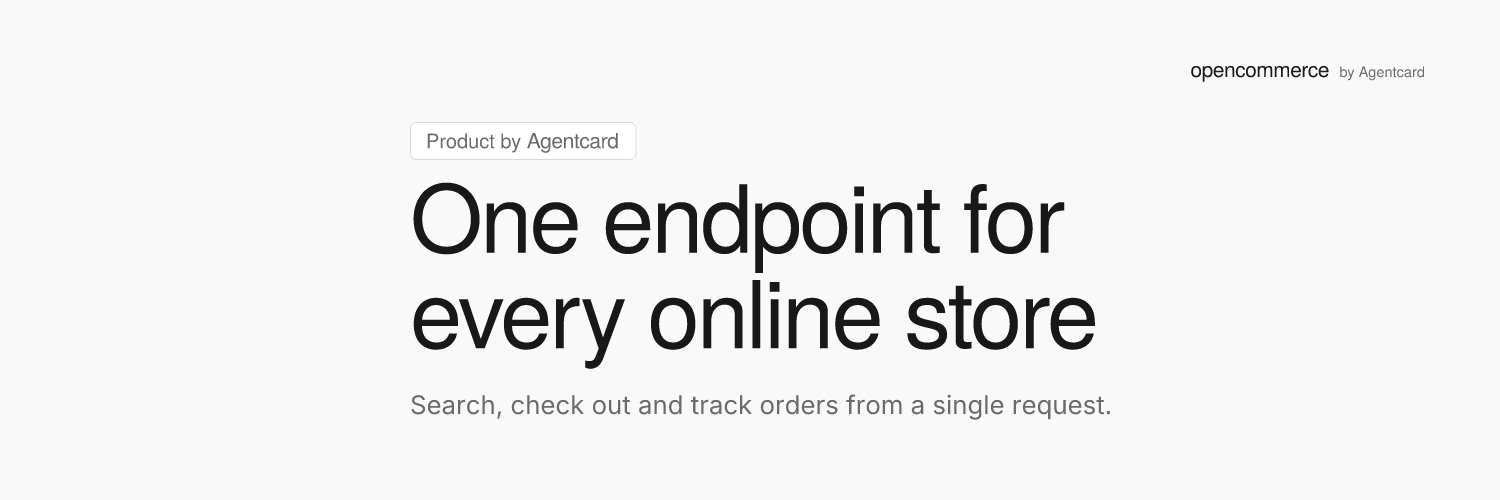 opencommerce by Agentcard
Product by Agentcard
One endpoint for
every online store
Search, check out and track orders from a single request.